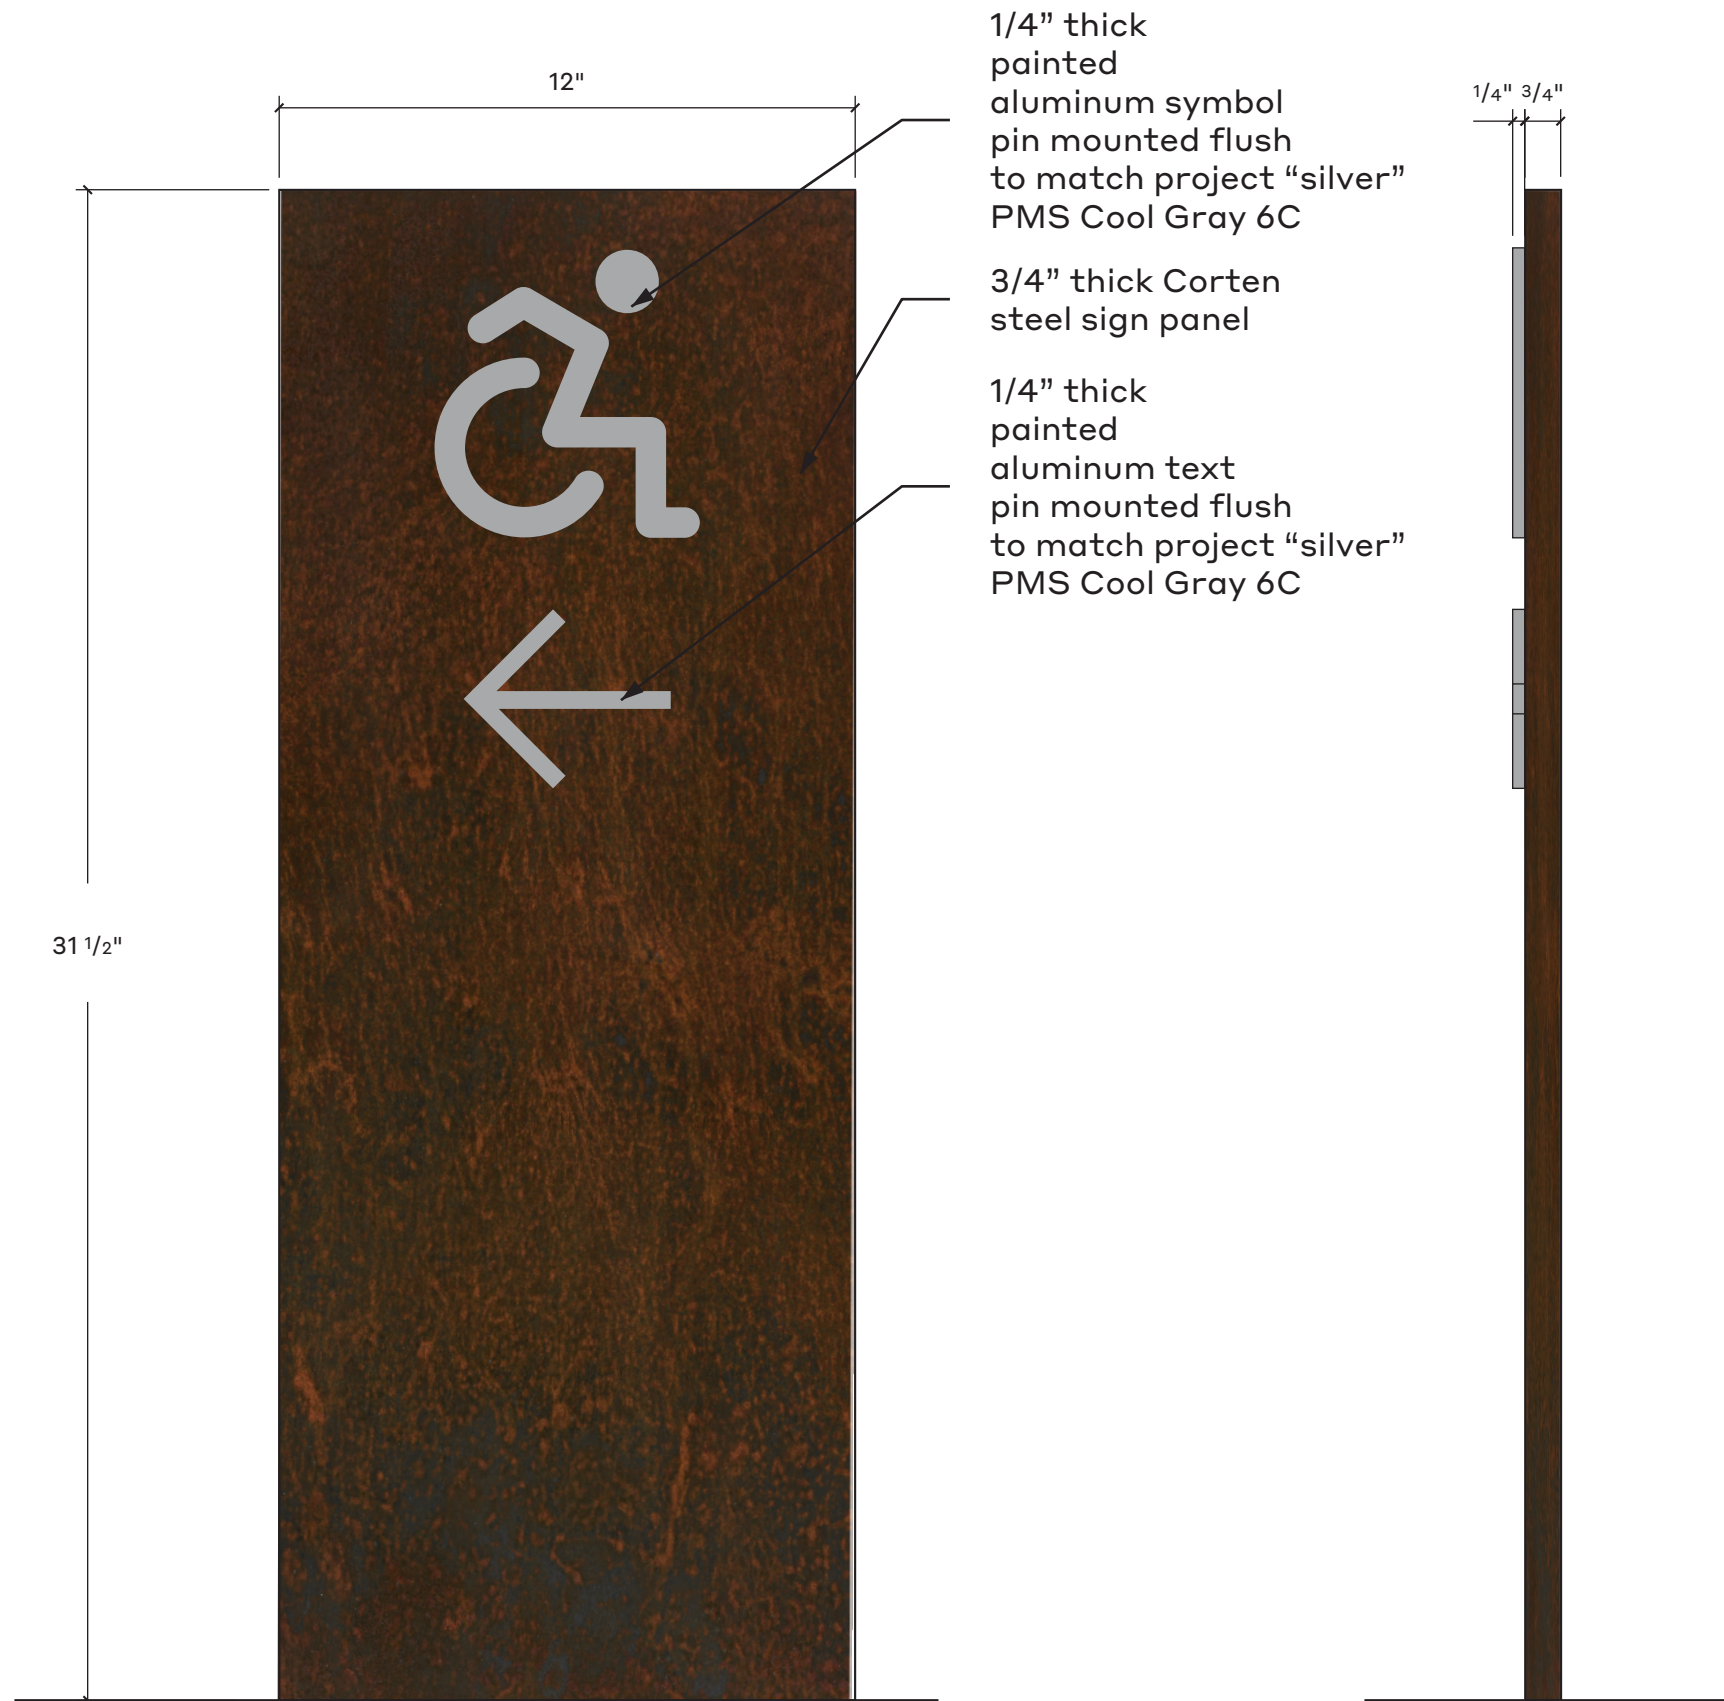 12"
1/4” thick
painted
aluminum symbol
pin mounted flush
to match project “silver”
PMS Cool Gray 6C
1/4" 3/4"
3/4” thick Corten
steel sign panel
1/4” thick
painted
aluminum text
pin mounted flush
to match project “silver”
PMS Cool Gray 6C
31 1/2"